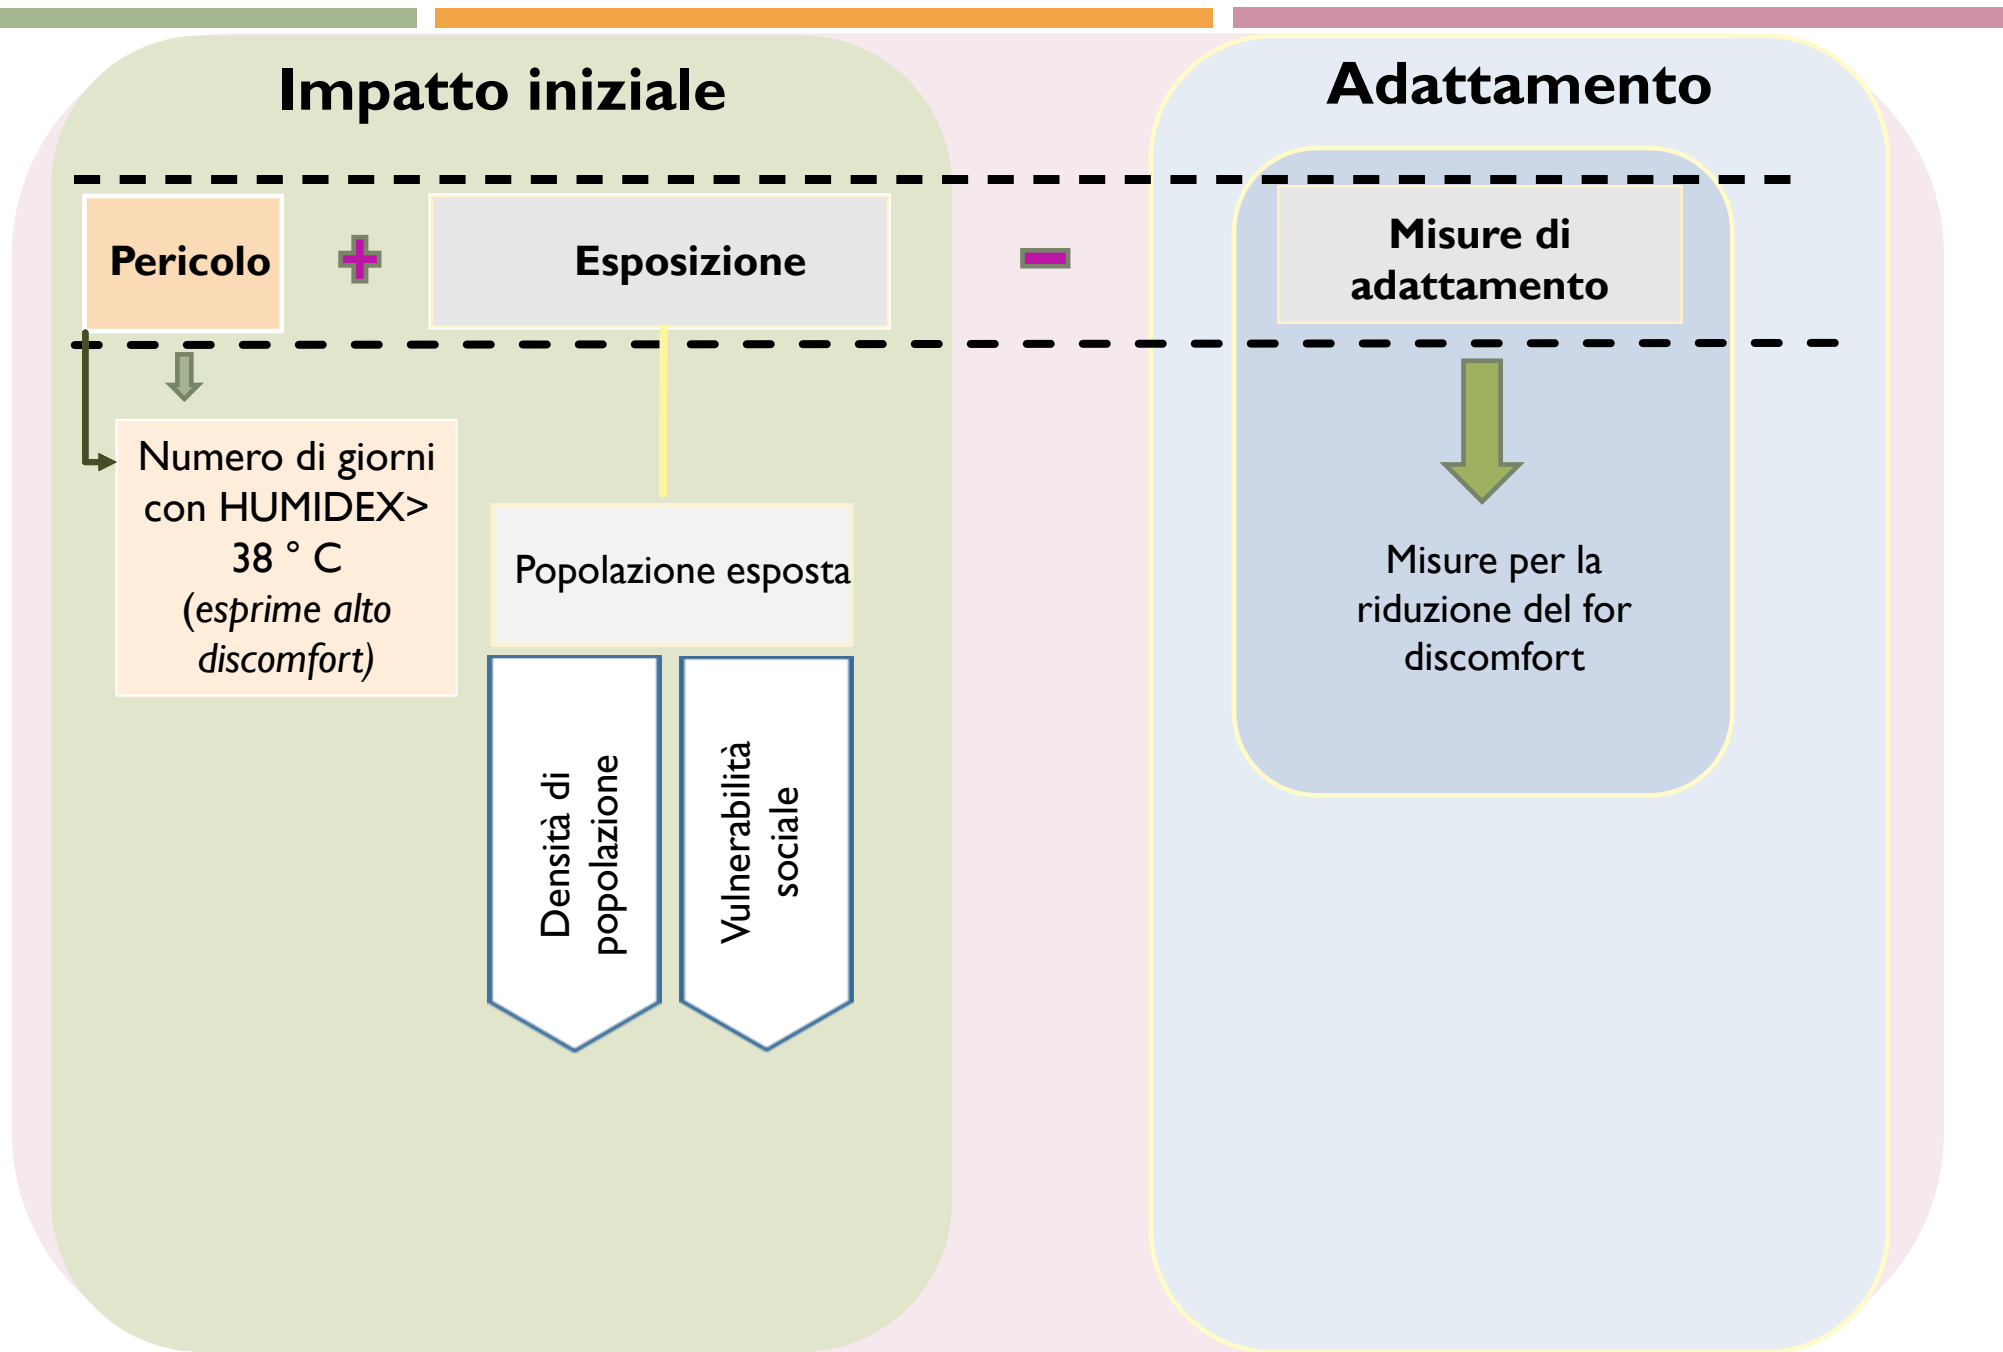 Impatto iniziale
Adattamento
Pericolo
Esposizione
Misure di
adattamento
Numero di giorni
con HUMIDEX>
38 ° C
(esprime alto
discomfort)
Popolazione esposta
Densità di
popolazione
Vulnerabilità
sociale
Misure per la
riduzione del for
discomfort